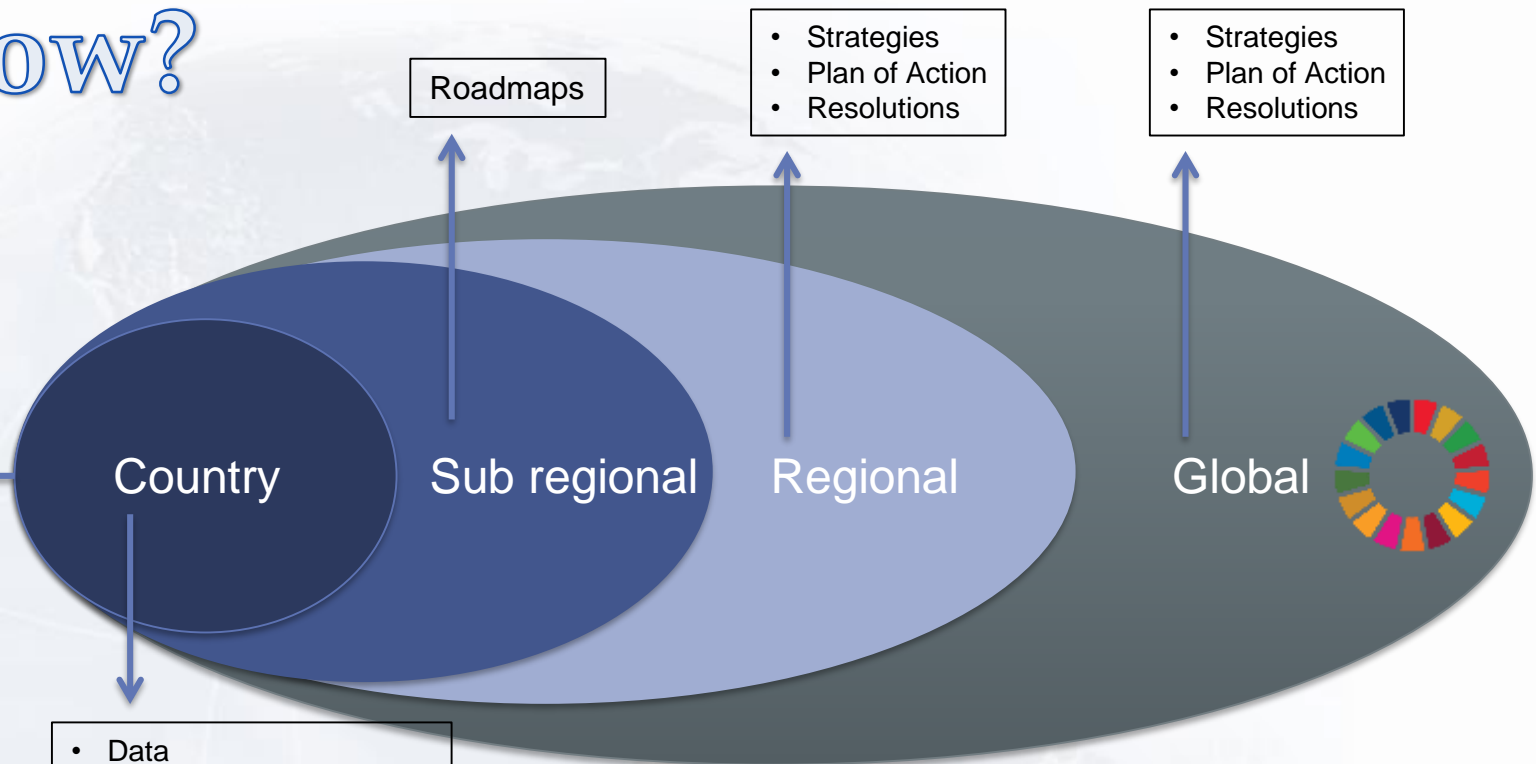 ow?
Roadmaps
• Strategies
• Plan of Action
• Resolutions
• Strategies
• Plan of Action
• Resolutions
Country
Sub regional
Regional
Global
• Data